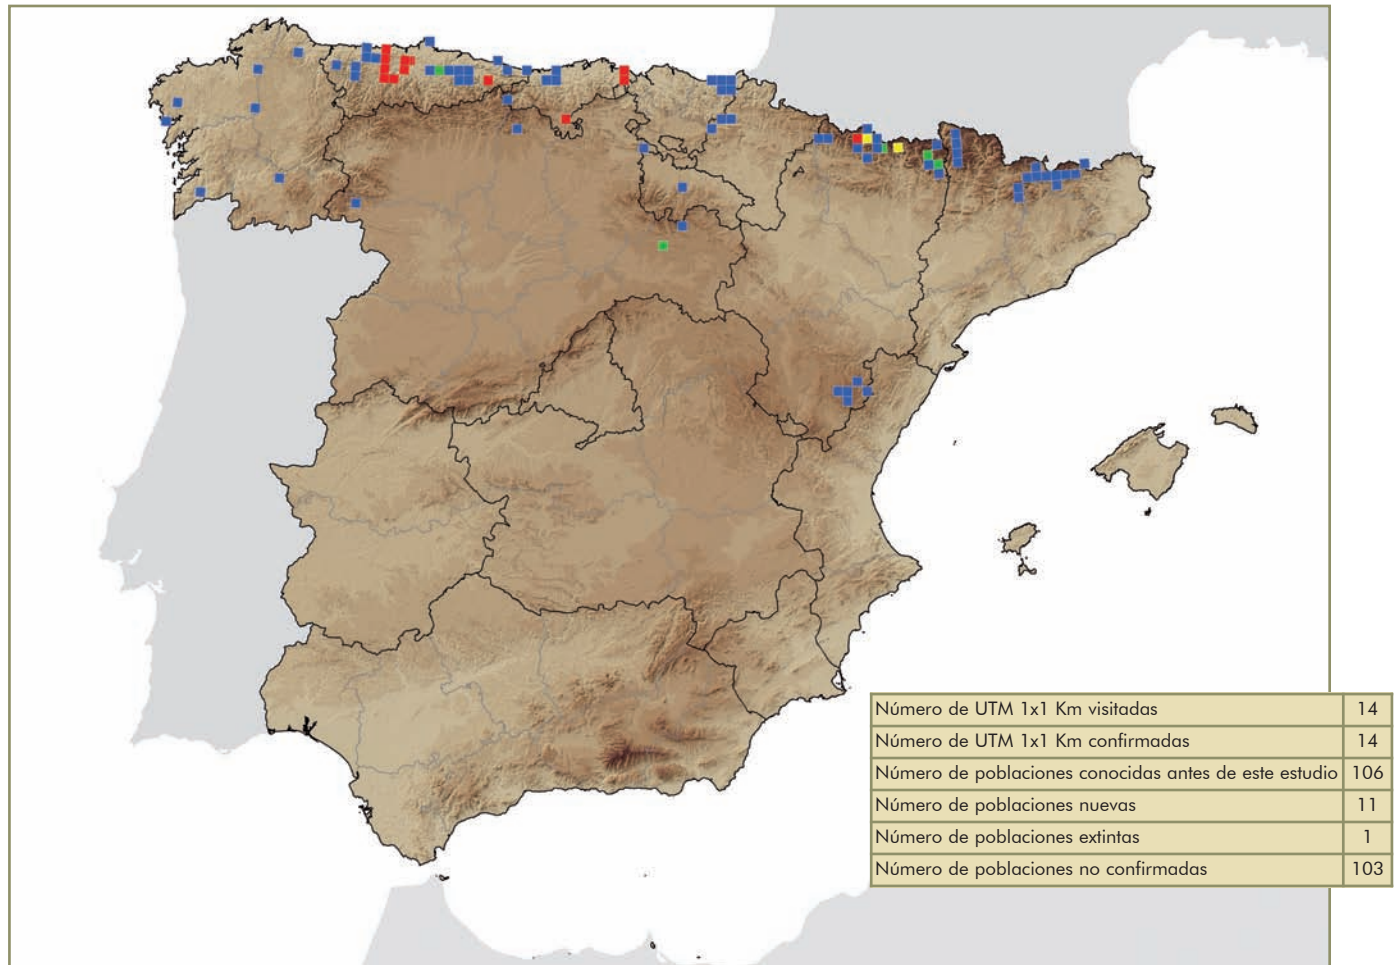 Número de UTM 1x1 Km visitadas 14
Número de UTM 1x1 Km confirmadas 14
Número de poblaciones conocidas antes de este estudio 106
Número de poblaciones nuevas 11
Número de poblaciones extintas 1
Número de poblaciones no confirmadas 103